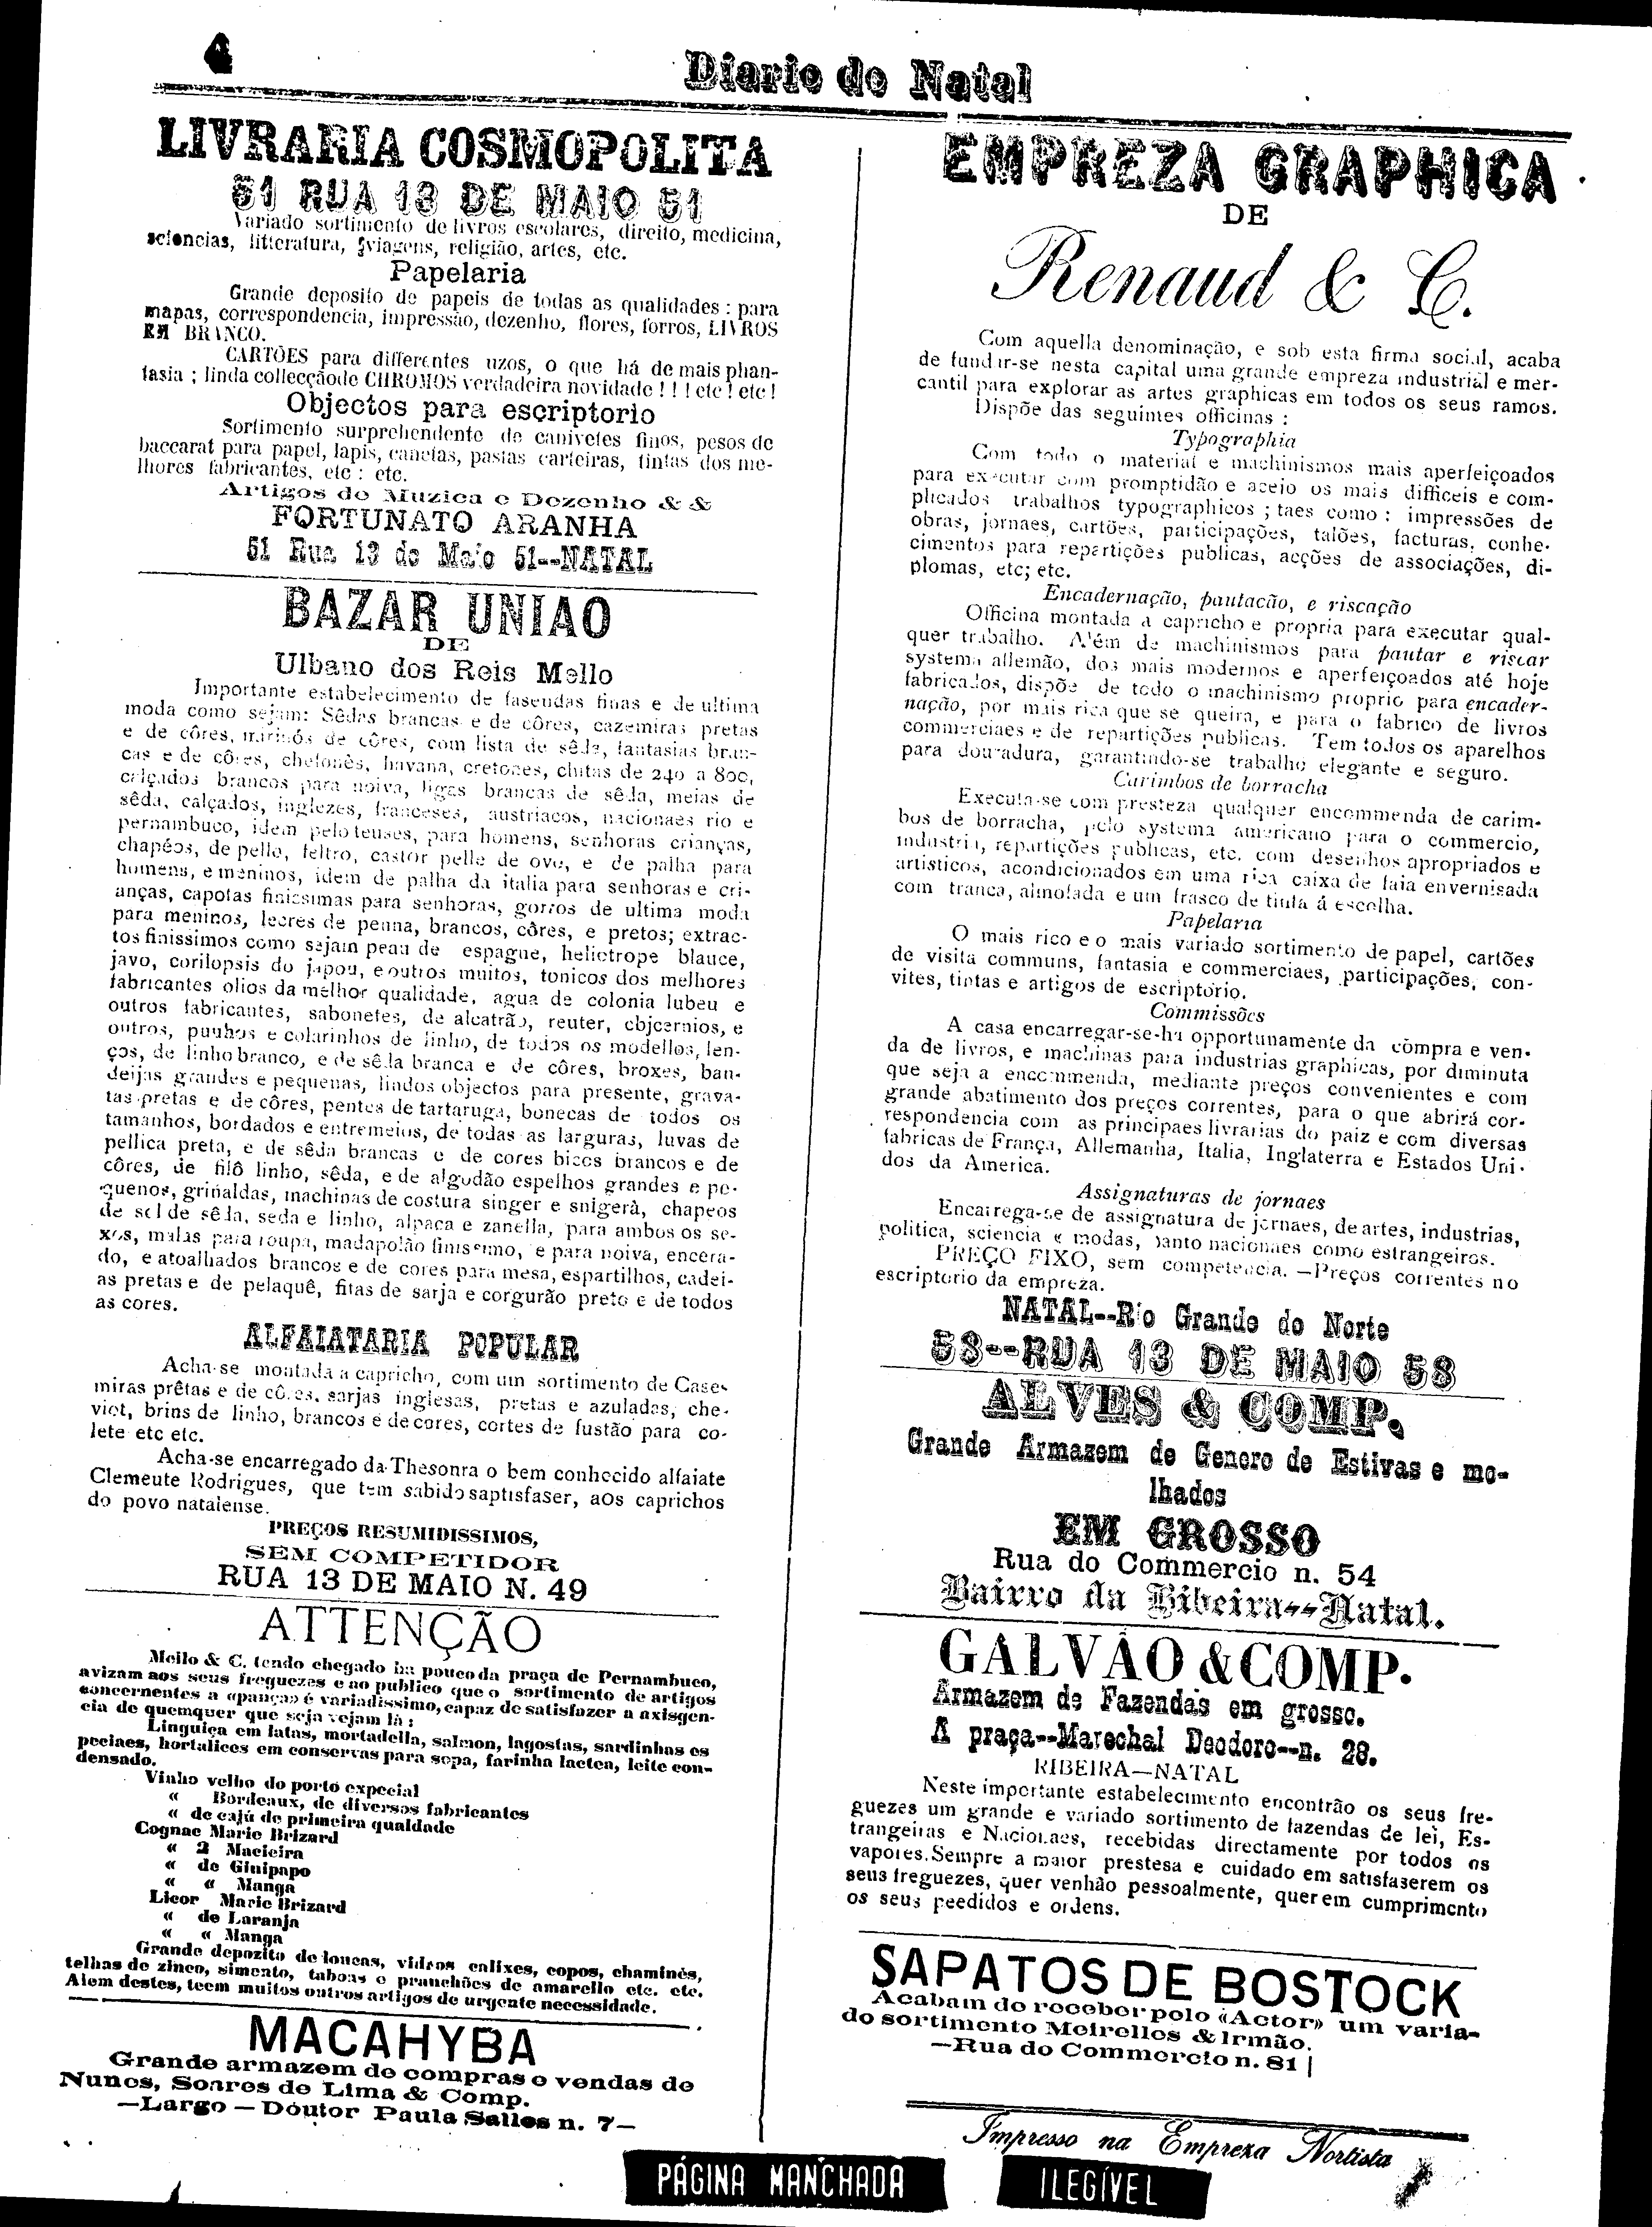 4
Diario do Natal
LIVRARIA COSMOPOLITA
51 RUA 13 DE MAIO 51
Variado sortimento de livros escolares, direito, medicina,
sciencias, litteratura, viagens, religião, artes, etc.
Papelaria
Grande deposito de papeis de todas as qualidades : para
mapas, correspondencia, impressão, dezenho, flores, forros, LIVROS
EM BRANCO.
CARTÕES para differentes uzos, o que há de mais phan-
tasia ; linda collecçãode CHROMOS verdadeira novidade ! ! ! etc ! etc !
Objectos para escriptorio
Sortimento surprehendente de canivetes finos, pesos de
baccarat para papel, lapis, canetas, pastas carteiras, tintas dos me-
lhores fabricantes, etc : etc.
Artigos de Muzica e Dezenho & &
FORTUNATO ARANHA
51 Rua 13 de Maio 51--NATAL
BAZAR UNIAO
DE
Ulbano dos Reis Mello
Importante estabelecimento de fasendas finas e de ultima
moda como sejam: Sêdas brancas e de côres, cazemiras pretas
e de côres, mirinós de côres, com lista de sêda, fantasias bran-
cas e de côres, chefonês, havana, cretones, chitas de 240 a 800,
calçados brancos para noiva, ligas brancas de sêda, meias de
sêda, calçados, inglezes, francezes, austriacos, nacionaes rio e
pernambuco, idem peloteuses, para homens, senhoras crianças,
chapéos, de pello, feltro, castor pelle de ovo, e de palha para
homens, e meninos, idem de palha da italia para senhoras e cri-
anças, capotas finissimas para senhoras, gorros de ultima moda
para meninos, lecres de penna, brancos, côres, e pretos; extrac-
tos finissimos como sejam peau de espagne, helictrope blauce,
javo, corilopsis do japou, e outros muitos, tonicos dos melhores
fabricantes olios da melhor qualidade, agua de colonia lubeu e
outros fabricantes, sabonetes, de alcatrão, reuter, e
outros, puuhos e colarinhos de linho, de todos os modellos, len-
ços, de linho branco, e de sêda branca e de côres, broxes, ban-
deijas grandes e pequenas, lindos objectos para presente, grava-
tas pretas e de côres, pentes de tartaruga, bonecas de todos os
tamanhos, bordados e entremeios, de todas as larguras, luvas de
pellica preta, e de sêda brancas e de cores bicos brancos e de
côres, de filô linho, sêda, e de algodão espelhos grandes e pe-
quenos, grinaldas, machinas de costura singer e snigerà, chapeos
de sol de sêda, seda e linho, alpaca e zanella, para ambos os se-
xos, malas para roupa, madapolão finissimo, e para noiva, encera-
do, e atoalhados brancos e de cores para mesa, espartilhos, cadei-
as pretas e de pelaquê, fitas de sarja e corgurão preto e de todos
as cores.
ALFAIATARIA POPULAR
Acha-se montada a capricho, com um sortimento de Case-
miras prêtas e de côres, sarjas inglesas, pretas e azuladas, che-
viot, brins de linho, brancos e de cores, cortes de fustão para co-
lete etc etc.
Acha-se encarregado da Thesonra o bem conhecido alfaiate
Clemeute Rodrigues, que tem sabido saptisfaser, aos caprichos
do povo natalense.
PREÇOS RESUMIDISSIMOS,
SEM COMPETIDOR
RUA 13 DE MAIO N. 49
ATTENÇÃO
Mello & C. tendo chegado ha pouco da praça de Pernambuco,
avizam aos seus freguezes e ao publico que o sortimento de artigos
concernentes a «pança» é variadissimo, capaz de satisfazer a axisgen-
cia de quemquer que seja vejam lá :
Linguiça em latas, mortadella, salmon, lagostas, sardinhas es
peciaes, hortalices em conservas para sopa, farinha lactea, leite con-
densado.
Vinho velho do porto expecial
« Bordeaux, de diversos fabricantes
« de cajú de primeira qualdade
Cognac Marie Brizard
« 2 Macieira
« de Ginipapo
« « Manga
Licor Marie Brizard
« de Laranja
« « Manga
Grande depozito de loucas, vidros calixes, copos, chaminés,
telhas de zinco, simento, taboas e pranchões de amarello etc. etc.
Alem destes, teem muitos outros artigos de urgente necessidade.
MACAHYBA
Grande armazem de compras e vendas de
Nunes, Soares de Lima & Comp.
—Largo — Doutor Paula Salles n. 7—
EMPREZA GRAPHICA
DE
Renaud & C.
Com aquella denominação, e sob esta firma social, acaba
de fundir-se nesta capital uma grande empreza industrial e mer-
cantil para explorar as artes graphicas em todos os seus ramos.
Dispõe das seguintes officinas :
Typographia
Com todo o material e machinismos mais aperfeiçoados
para executar com promptidão e aceio os mais difficeis e com-
plicados trabalhos typographicos ; taes como : impressões de
obras, jornaes, cartões, participações, talões, facturas, conhe-
cimentos para repartições publicas, acções de associações, di-
plomas, etc; etc.
Encadernação, pautacão, e riscação
Officina montada a capricho e propria para executar qual-
quer trabalho. Além de machinismos para pautar e riscar
systema allemão, dos mais modernos e aperfeiçoados até hoje
fabricados, dispõe de todo o machinismo proprio para encader-
nação, por mais rica que se queira, e para o fabrico de livros
commerciaes e de repartições publicas. Tem todos os aparelhos
para douradura, garantindo-se trabalho elegante e seguro.
Carimbos de borracha
Executa-se com presteza qualquer encommenda de carim-
bos de borracha, pelo systema americano para o commercio,
industria, repartições publicas, etc. com desenhos apropriados e
artisticos, acondicionados em uma rica caixa de faia envernisada
com tranca, almofada e um frasco de tinta á escolha.
Papelaria
O mais rico e o mais variado sortimento de papel, cartões
de visita communs, fantasia e commerciaes, participações, con-
vites, tintas e artigos de escriptorio.
Commissões
A casa encarregar-se-ha opportunamente da compra e ven-
da de livros, e machinas para industrias graphicas, por diminuta
que seja a encommenda, mediante preços convenientes e com
grande abatimento dos preços correntes, para o que abrirá cor-
respondencia com as principaes livrarias do paiz e com diversas
fabricas de França, Allemanha, Italia, Inglaterra e Estados Uni-
dos da America.
Assignaturas de jornaes
Encarrega-se de assignatura de jornaes, de artes, industrias,
politica, sciencia e modas, tanto nacionaes como estrangeiros.
PREÇO FIXO, sem competencia. —Preços correntes no
escriptorio da empreza.
NATAL--Rio Grande do Norte
58--RUA 13 DE MAIO 58
ALVES & COMP.
Grande Armazem de Genero de Estivas e mo-
lhados
EM GROSSO
Rua do Commercio n. 54
Bairro da Ribeira--Natal.
GALVÃO & COMP.
Armazem de Fazendas em grosso.
A praça--Marechal Deodoro--n. 28.
RIBEIRA—NATAL
Neste importante estabelecimento encontrão os seus fre-
guezes um grande e variado sortimento de fazendas de lei, Es-
trangeiras e Nacionaes, recebidas directamente por todos os
vapores. Sempre a maior prestesa e cuidado em satisfaserem os
seus freguezes, quer venhão pessoalmente, quer em cumprimento
os seus peedidos e ordens.
SAPATOS DE BOSTOCK
Acabam de receber pelo «Actor» um varia-
do sortimento Meirelles & Irmão.
—Rua do Commercio n. 81
Impresso na Empreza Nortista
PÁGINA MANCHADA
ILEGÍVEL